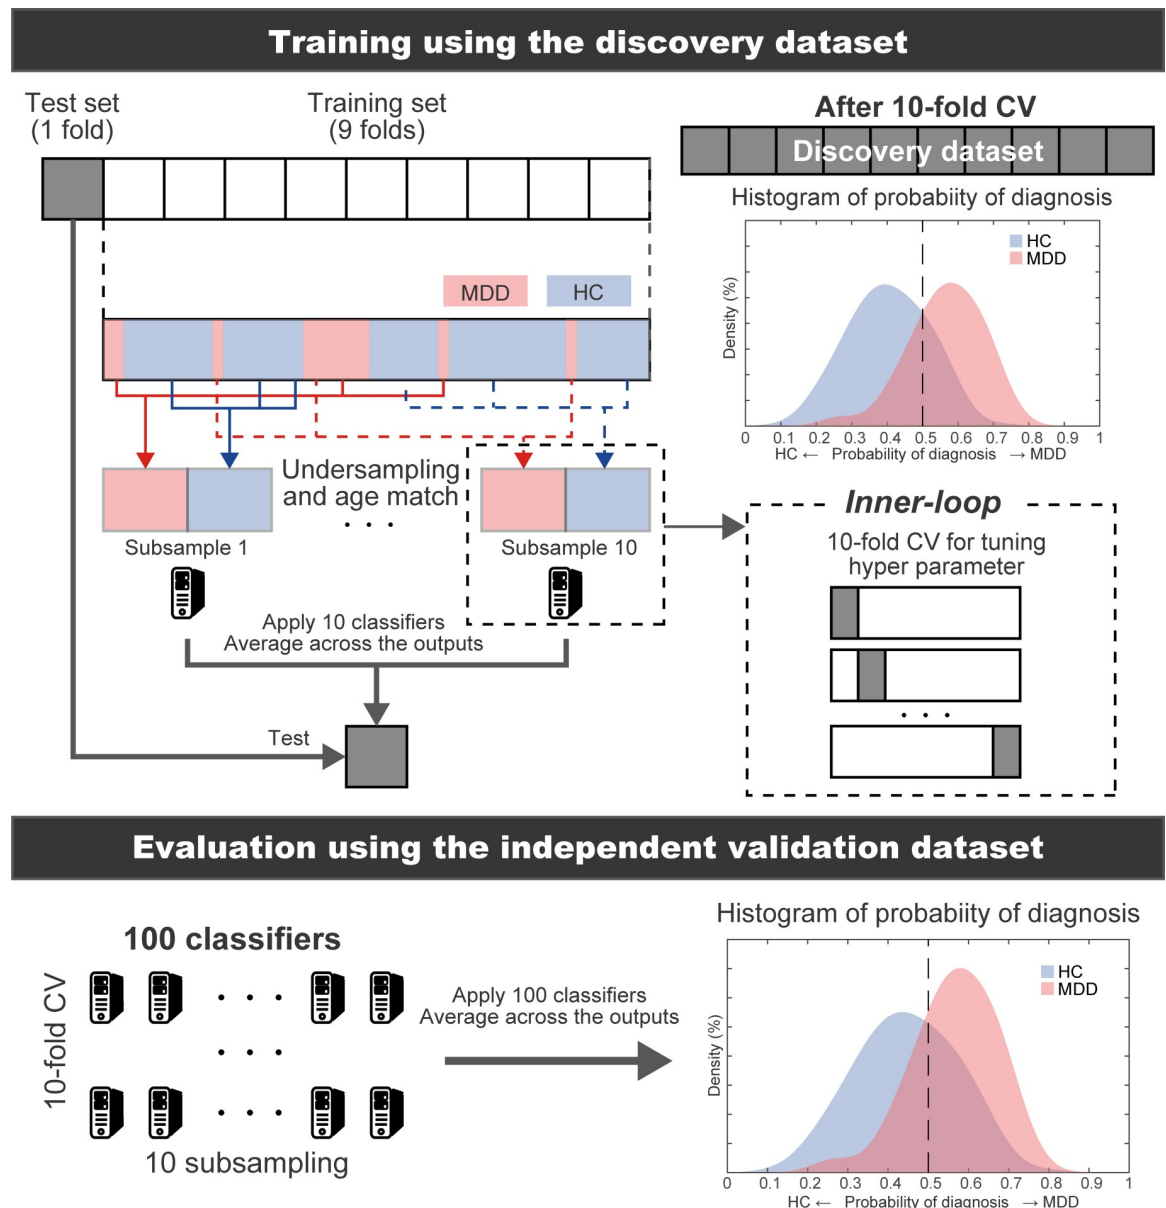 Training using the discovery dataset
Test set
(1 fold)
Training set
(9 folds)
MDD
HC
Undersampling
and age match
. . .
Subsample 1
Subsample 10
Apply 10 classifiers
Average across the outputs
Test
After 10-fold CV
Discovery dataset
Histogram of probabiity of diagnosis
HC
MDD
Density (%)
0 0.1 0.2 0.3 0.4 0.5 0.6 0.7 0.8 0.9 1
HC ← Probability of diagnosis → MDD
Inner-loop
10-fold CV for tuning
hyper parameter
. . .
Evaluation using the independent validation dataset
100 classifiers
10-fold CV
. . .
. . .
. . .
10 subsampling
Apply 100 classifiers
Average across the outputs
Histogram of probabiity of diagnosis
HC
MDD
Density (%)
0 0.1 0.2 0.3 0.4 0.5 0.6 0.7 0.8 0.9 1
HC ← Probability of diagnosis → MDD